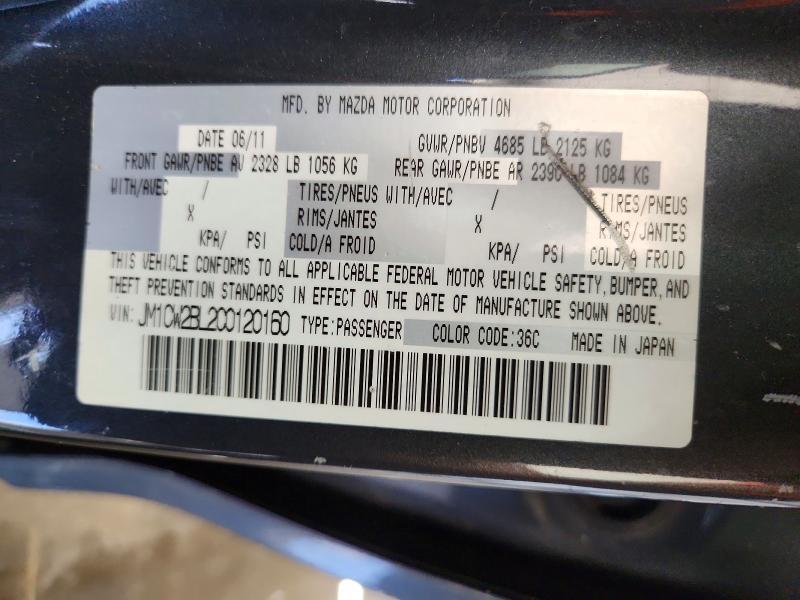 MFD. BY MAZDA MOTOR CORPORATION
DATE 06/11 GVWR/PNBV 4685 LB 2125 KG
FRONT GAWR/PNBE AV 2328 LB 1056 KG REAR GAWR/PNBE AR 2390 LB 1084 KG
WITH/AVEC / TIRES/PNEUS WITH/AVEC / TIRES/PNEUS
X RIMS/JANTES X RIMS/JANTES
KPA/ PSI COLD/A FROID KPA/ PSI COLD/A FROID
THIS VEHICLE CONFORMS TO ALL APPLICABLE FEDERAL MOTOR VEHICLE SAFETY, BUMPER, AND
THEFT PREVENTION STANDARDS IN EFFECT ON THE DATE OF MANUFACTURE SHOWN ABOVE.
VIN: JM1CW2BL2C0120160 TYPE:PASSENGER COLOR CODE:36C MADE IN JAPAN